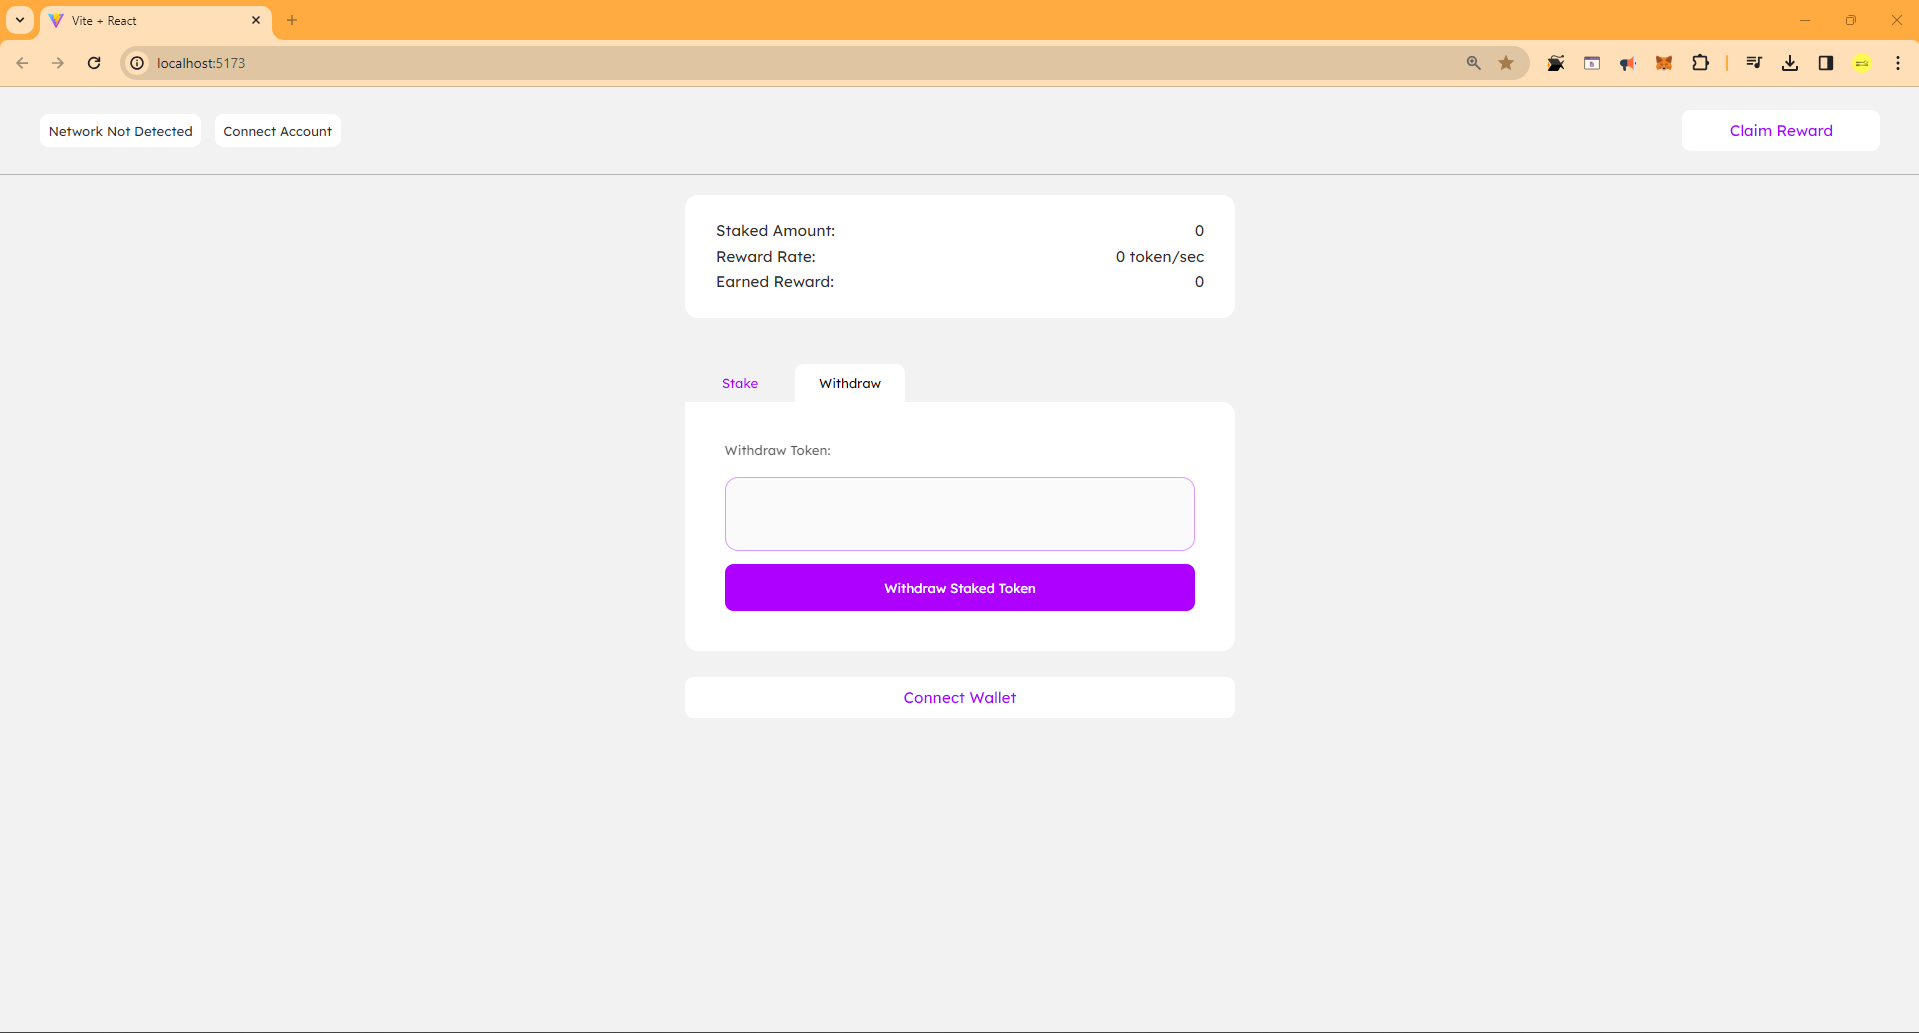 Vite + React
localhost:5173
Network Not Detected
Connect Account
Claim Reward
Staked Amount: 0
Reward Rate: 0 token/sec
Earned Reward: 0
Stake
Withdraw
Withdraw Token:
Withdraw Staked Token
Connect Wallet